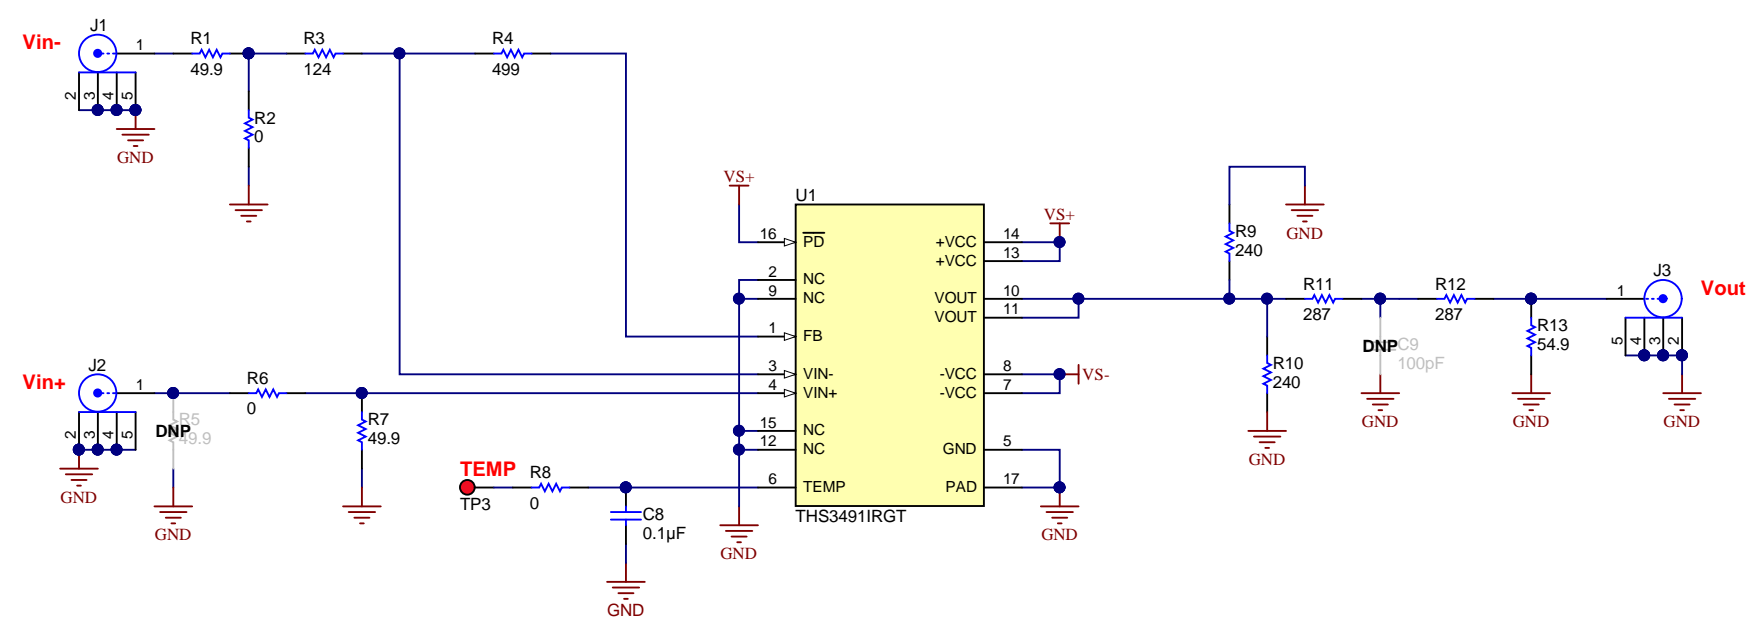 Vin-
J1
1
2
3
4
5
GND
R1
49.9
R2
0
R3
124
R4
499
VS+
U1
16
PD
2
NC
9
NC
1
FB
3
VIN-
4
VIN+
15
NC
12
NC
6
TEMP
+VCC
14
+VCC
13
VOUT
10
VOUT
11
-VCC
8
-VCC
7
GND
5
PAD
17
THS3491IRGT
VS+
VS-
GND
GND
Vin+
J2
1
2
3
4
5
GND
R5
49.9
DNP
GND
R6
0
R7
49.9
TEMP
TP3
R8
0
C8
0.1µF
GND
R9
240
GND
R10
240
GND
R11
287
DNP
C9
100pF
GND
R12
287
R13
54.9
GND
J3
1
5
4
3
2
Vout
GND